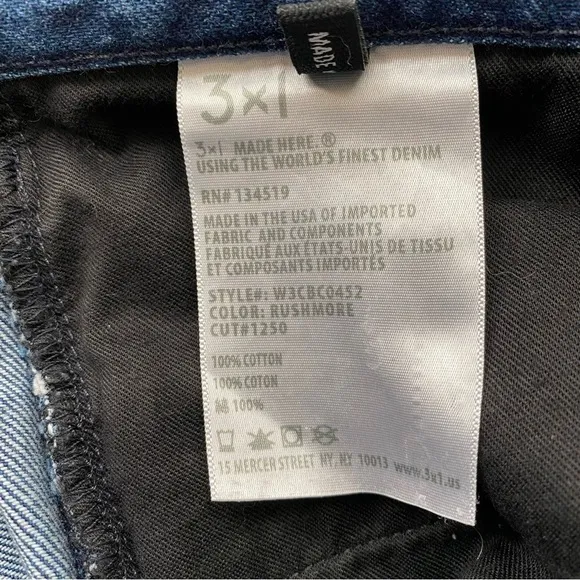 MADE
3×1
3×1 MADE HERE.®
USING THE WORLD'S FINEST DENIM
RN# 134519
MADE IN THE USA OF IMPORTED
FABRIC AND COMPONENTS
FABRIQUÉ AUX ÉTATS-UNIS DE TISSU
ET COMPOSANTS IMPORTÉS
STYLE#: W3CBC0452
COLOR: RUSHMORE
CUT#1250
100% COTTON
100% COTON
100%
15 MERCER STREET NY, NY 10013 www.3x1.us